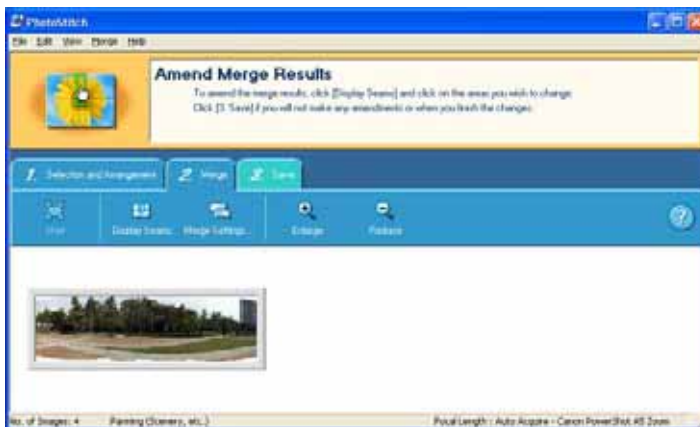 PhotoStitch
File Edit View Merge Help
Amend Merge Results
To amend the merge results, click [Display Seams] and click on the areas you wish to change.
Click [3. Save] if you will not make any amendments or when you finish the changes.
1. Selection and Arrangement 2. Merge 3. Save
Start Display Seams Merge Settings... Enlarge Reduce
No. of Images: 4 Panning (Scenery, etc.) Focal Length : Auto Acquire - Canon PowerShot A5 Zoom